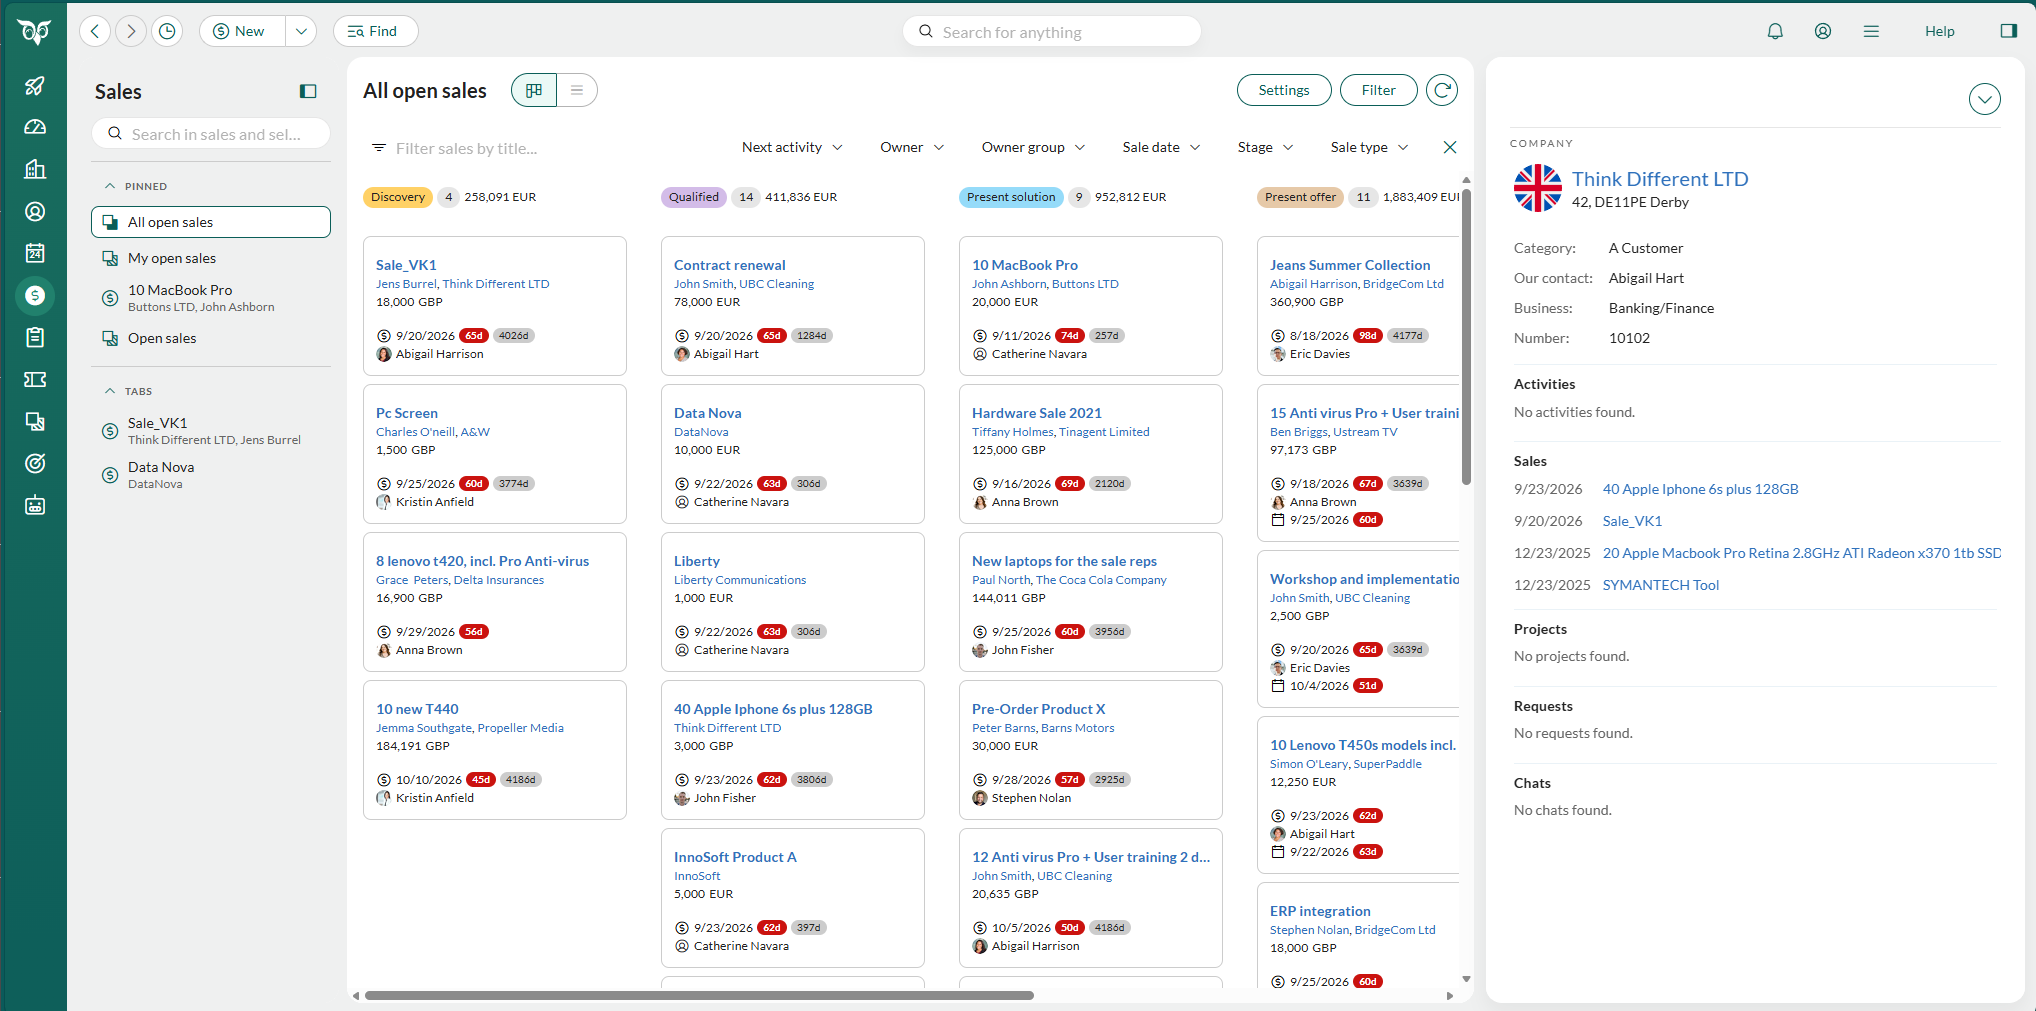 New
Find
Search for anything
Help
24
Sales
Search in sales and sel...
PINNED
All open sales
My open sales
10 MacBook Pro
Buttons LTD, John Ashborn
Open sales
TABS
Sale_VK1
Think Different LTD, Jens Burrel
Data Nova
DataNova
All open sales
Settings
Filter
Filter sales by title...
Next activity
Owner
Owner group
Sale date
Stage
Sale type
Discovery 4 258,091 EUR
Sale_VK1
Jens Burrel, Think Different LTD
18,000 GBP
9/20/2026 65d 4026d
Abigail Harrison
Pc Screen
Charles O'neill, A&W
1,500 GBP
9/25/2026 60d 3774d
Kristin Anfield
8 lenovo t420, incl. Pro Anti-virus
Grace Peters, Delta Insurances
16,900 GBP
9/29/2026 56d
Anna Brown
10 new T440
Jemma Southgate, Propeller Media
184,191 GBP
10/10/2026 45d 4186d
Kristin Anfield
Qualified 14 411,836 EUR
Contract renewal
John Smith, UBC Cleaning
78,000 EUR
9/20/2026 65d 1284d
Abigail Hart
Data Nova
DataNova
10,000 EUR
9/22/2026 63d 306d
Catherine Navara
Liberty
Liberty Communications
1,000 EUR
9/22/2026 63d 306d
Catherine Navara
40 Apple Iphone 6s plus 128GB
Think Different LTD
3,000 GBP
9/23/2026 62d 3806d
John Fisher
InnoSoft Product A
InnoSoft
5,000 EUR
9/23/2026 62d 397d
Catherine Navara
Present solution 9 952,812 EUR
10 MacBook Pro
John Ashborn, Buttons LTD
20,000 EUR
9/11/2026 74d 257d
Catherine Navara
Hardware Sale 2021
Tiffany Holmes, Tinagent Limited
125,000 GBP
9/16/2026 69d 2120d
Anna Brown
New laptops for the sale reps
Paul North, The Coca Cola Company
144,011 GBP
9/25/2026 60d 3956d
John Fisher
Pre-Order Product X
Peter Barns, Barns Motors
30,000 EUR
9/28/2026 57d 2925d
Stephen Nolan
12 Anti virus Pro + User training 2 d...
John Smith, UBC Cleaning
20,635 GBP
10/5/2026 50d 4186d
Abigail Harrison
Present offer 11 1,883,409 EUR
Jeans Summer Collection
Abigail Harrison, BridgeCom Ltd
360,900 GBP
8/18/2026 98d 4177d
Eric Davies
15 Anti virus Pro + User traini
Ben Briggs, Ustream TV
97,173 GBP
9/18/2026 67d 3639d
Anna Brown
9/25/2026 60d
Workshop and implementatio
John Smith, UBC Cleaning
2,500 GBP
9/20/2026 65d 3639d
Eric Davies
10/4/2026 51d
10 Lenovo T450s models incl.
Simon O'Leary, SuperPaddle
12,250 EUR
9/23/2026 62d
Abigail Hart
9/22/2026 63d
ERP integration
Stephen Nolan, BridgeCom Ltd
18,000 GBP
9/25/2026 60d
COMPANY
Think Different LTD
42, DE11PE Derby
Category: A Customer
Our contact: Abigail Hart
Business: Banking/Finance
Number: 10102
Activities
No activities found.
Sales
9/23/2026 40 Apple Iphone 6s plus 128GB
9/20/2026 Sale_VK1
12/23/2025 20 Apple Macbook Pro Retina 2.8GHz ATI Radeon x370 1tb SSD
12/23/2025 SYMANTECH Tool
Projects
No projects found.
Requests
No requests found.
Chats
No chats found.